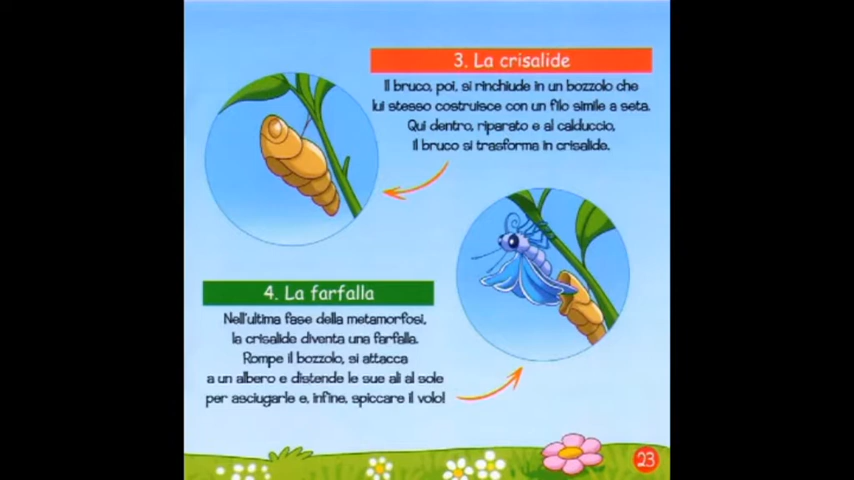 3. La crisalide
Il bruco, poi, si rinchiude in un bozzolo che
lui stesso costruisce con un filo simile a seta.
Qui dentro, riparato e al calduccio,
il bruco si trasforma in crisalide.
4. La farfalla
Nell'ultima fase della metamorfosi,
la crisalide diventa una farfalla.
Rompe il bozzolo, si attacca
a un albero e distende le sue ali al sole
per asciugarle e, infine, spiccare il volo!
23